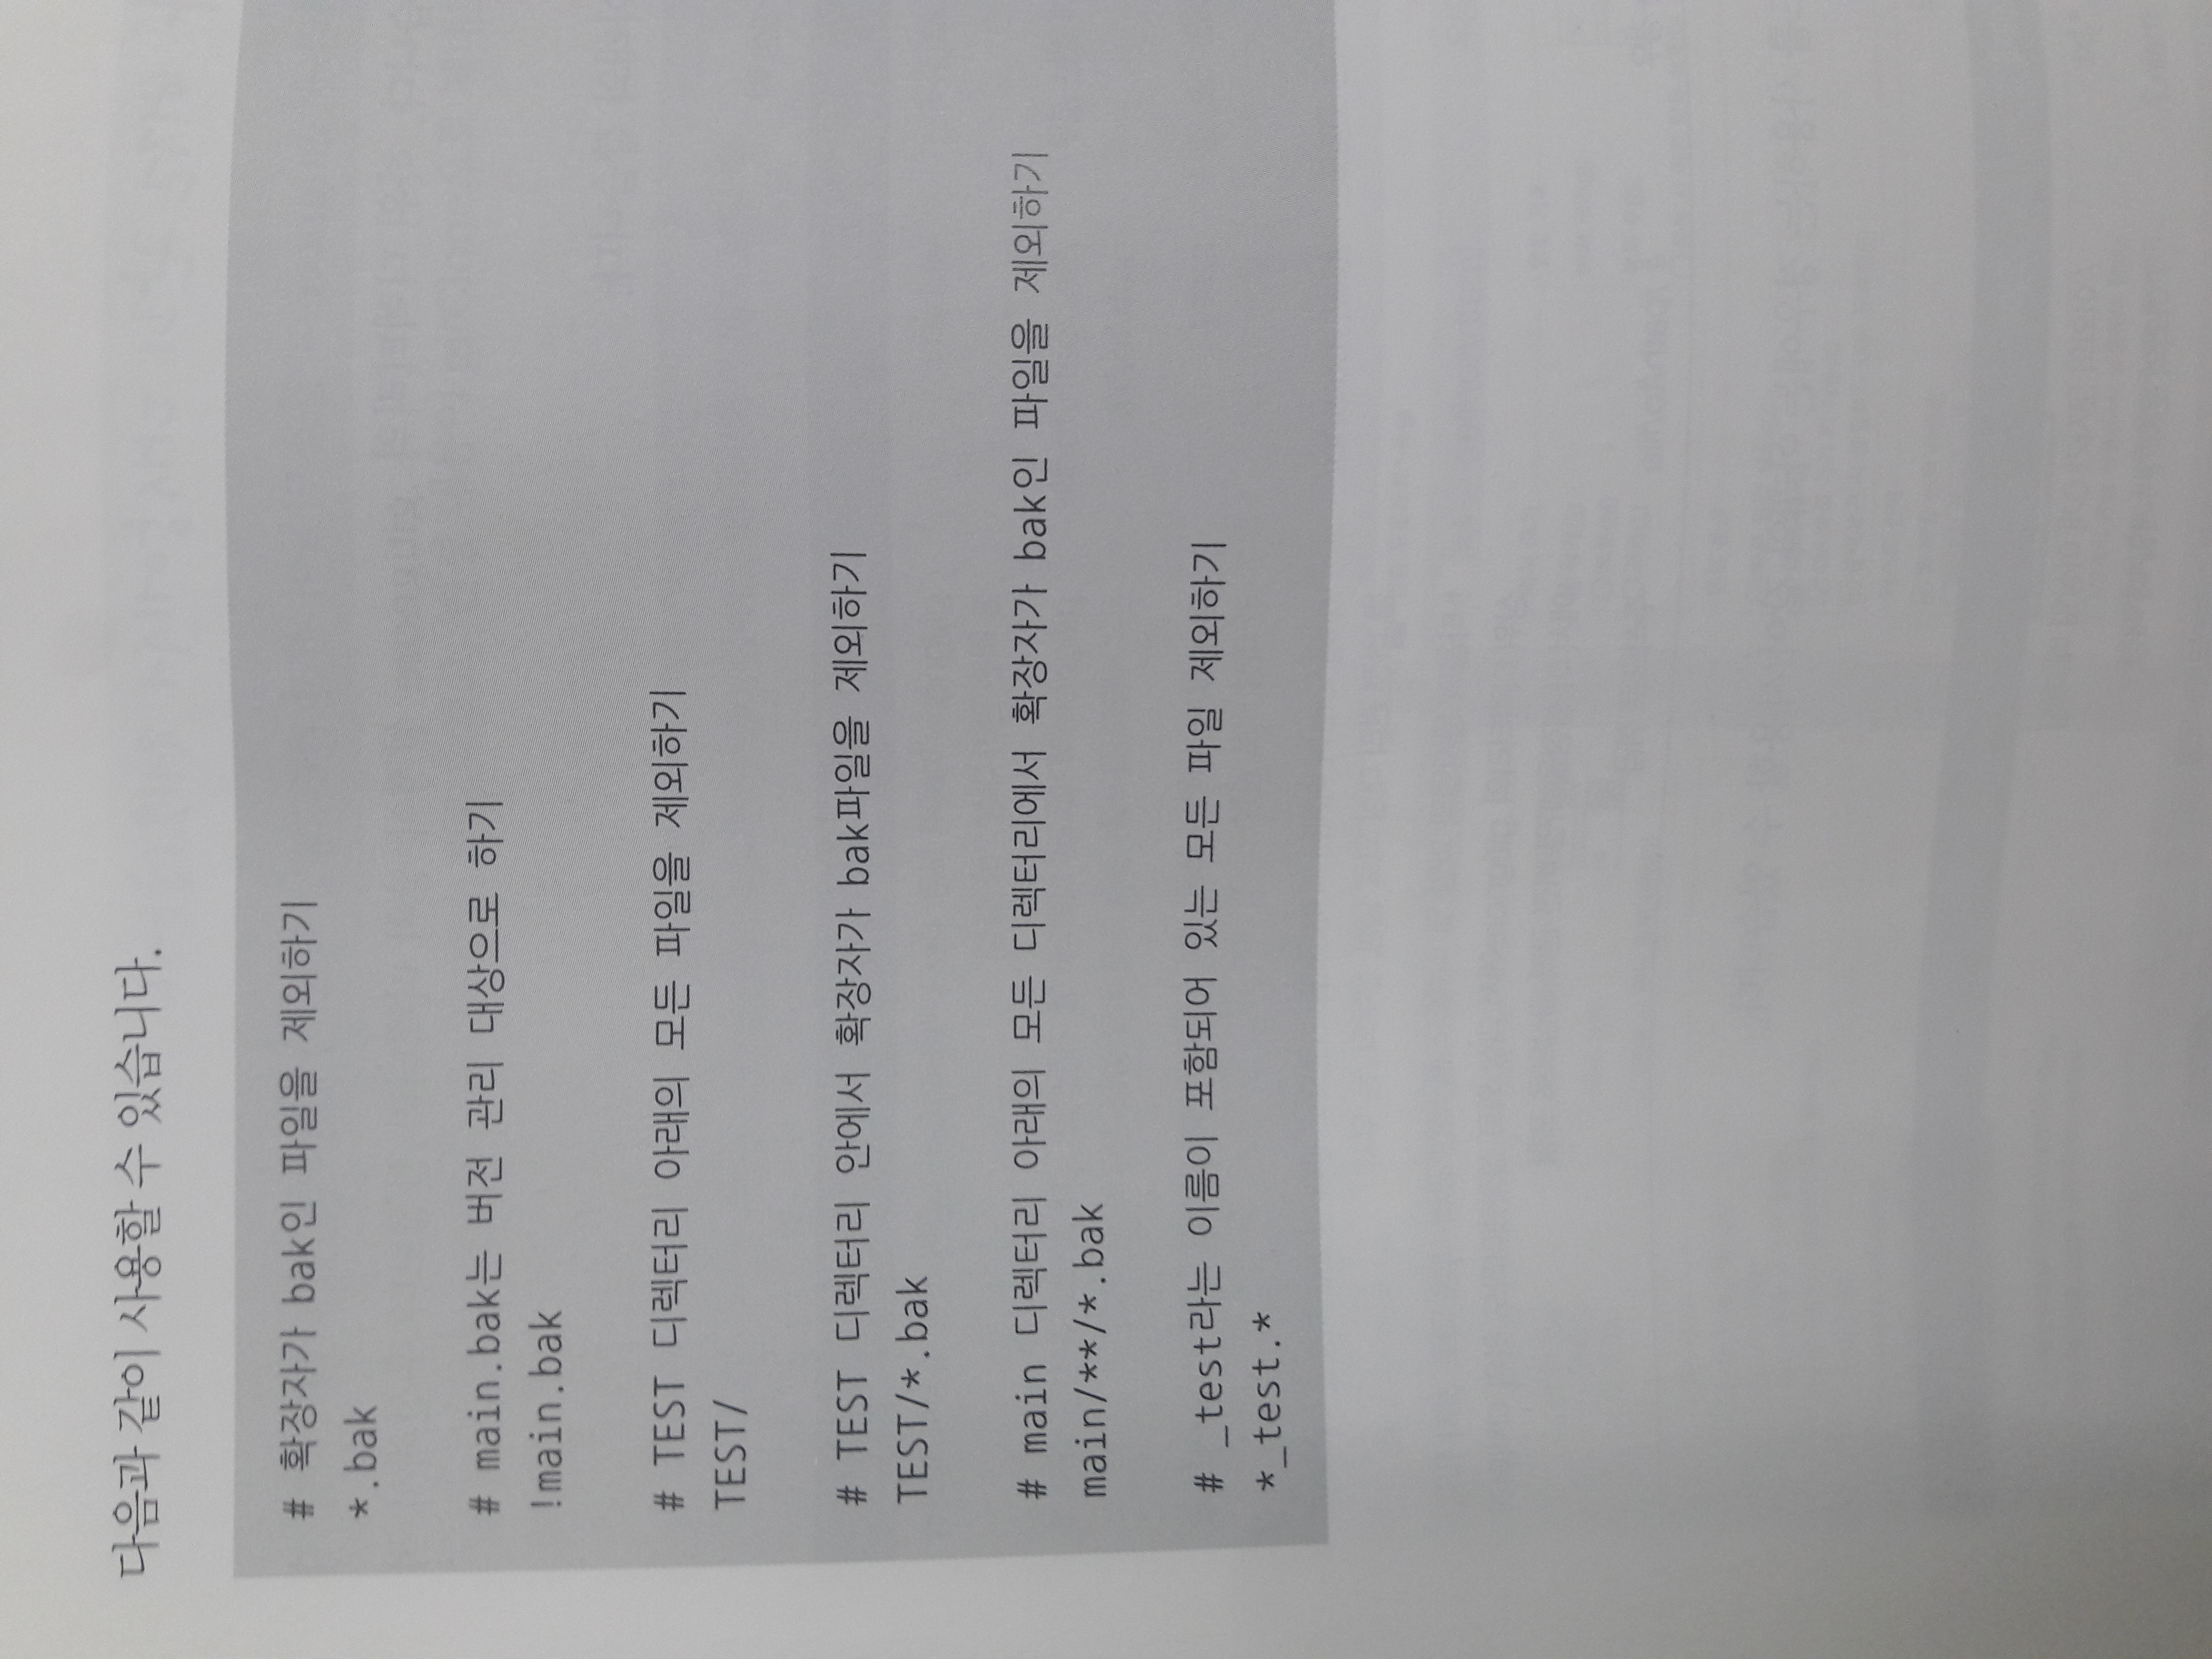 다음과 같이 사용할 수 있습니다.
# 확장자가 bak인 파일을 제외하기
*.bak
# main.bak는 버전 관리 대상으로 하기
!main.bak
# TEST 디렉터리 아래의 모든 파일을 제외하기
TEST/
# TEST 디렉터리 안에서 확장자가 bak파일을 제외하기
TEST/*.bak
# main 디렉터리 아래의 모든 디렉터리에서 확장자가 bak인 파일을 제외하기
main/**/*.bak
# _test라는 이름이 포함되어 있는 모든 파일 제외하기
*_test.*